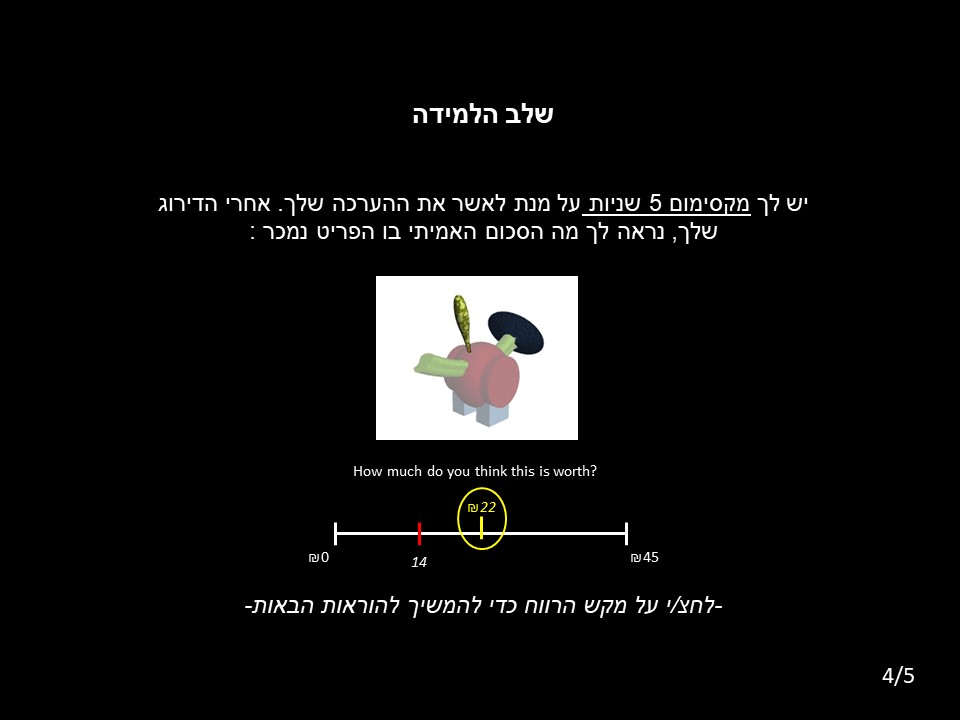 שלב הלמידה
יש לך מקסימום 5 שניות על מנת לאשר את ההערכה שלך. אחרי הדירוג
שלך, נראה לך מה הסכום האמיתי בו הפריט נמכר :
How much do you think this is worth?
₪22
₪0
14
₪45
-לחצ/י על מקש הרווח כדי להמשיך להוראות הבאות-
4/5